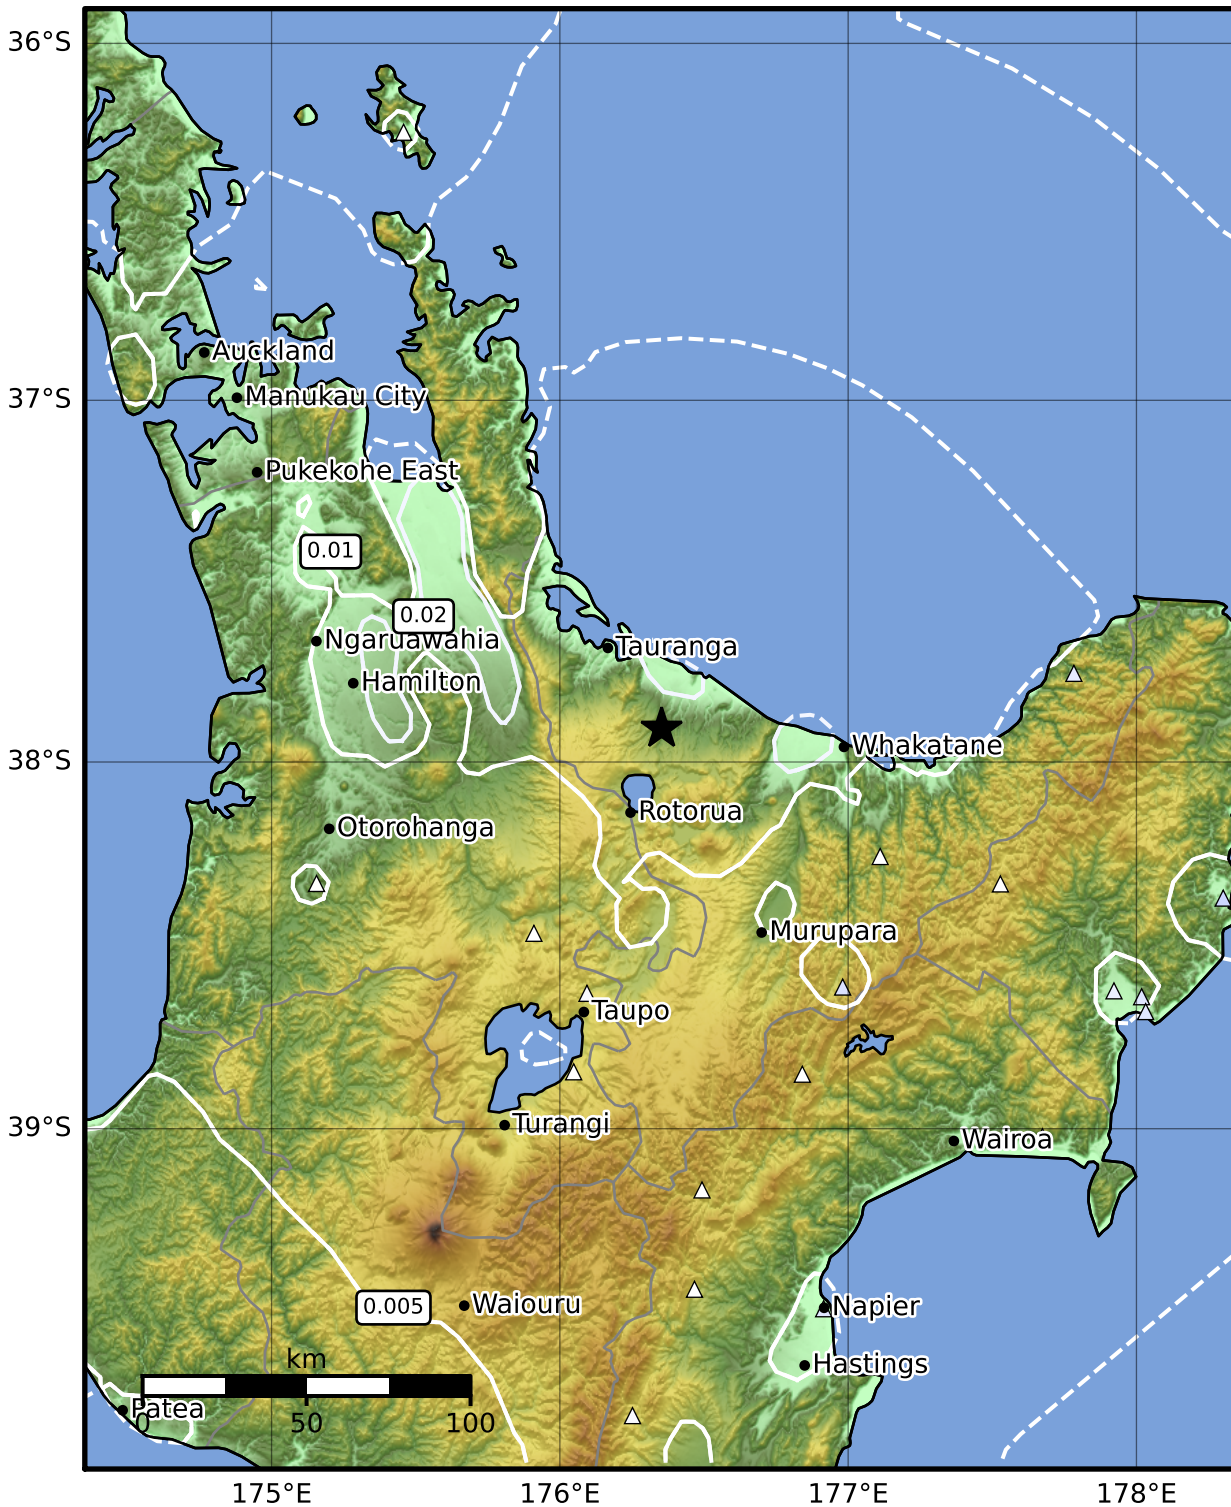 36°S
Auckland
Manukau City
37°S
Pukekohe East
0.01
0.02
Ngaruawahia
Tauranga
Hamilton
Whakatane
38°S
Rotorua
Otorohanga
Murupara
Taupo
Turangi
39°S
Wairoa
0.005
Waiouru
Napier
km
Hastings
Patea
0
50
100
175°E
176°E
177°E
178°E